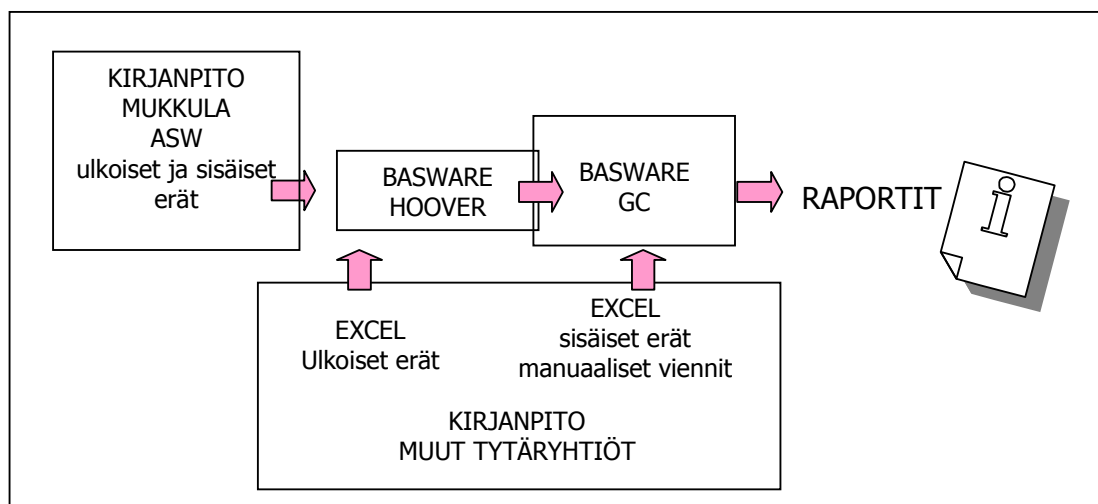 KIRJANPITO
MUKKULA
ASW
ulkoiset ja sisäiset
erät
BASWARE
HOOVER
BASWARE
GC
RAPORTIT
EXCEL
Ulkoiset erät
EXCEL
sisäiset erät
manuaaliset viennit
KIRJANPITO
MUUT TYTÄRYHTIÖT